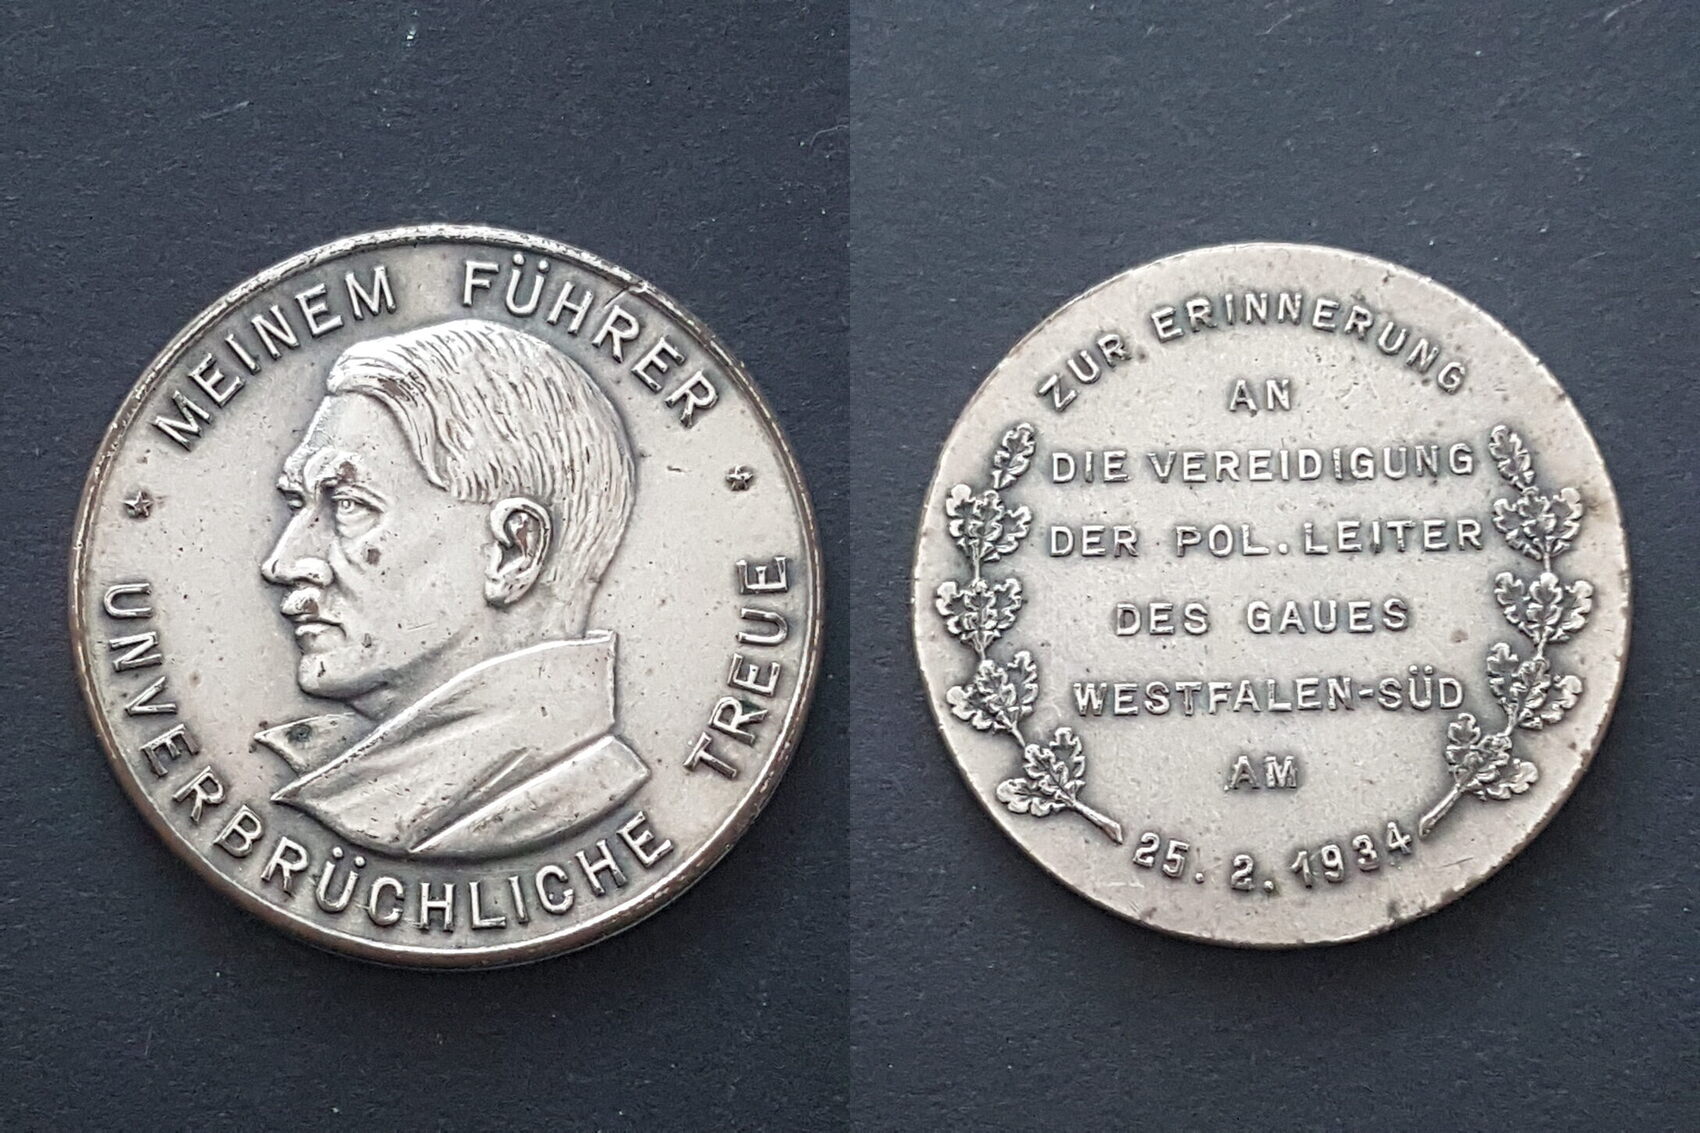 MEINEM FÜHRER
UNVERBRÜCHLICHE TREUE
ZUR ERINNERUNG
AN
DIE VEREIDIGUNG
DER POL. LEITER
DES GAUES
WESTFALEN-SÜD
AM
25. 2. 1934